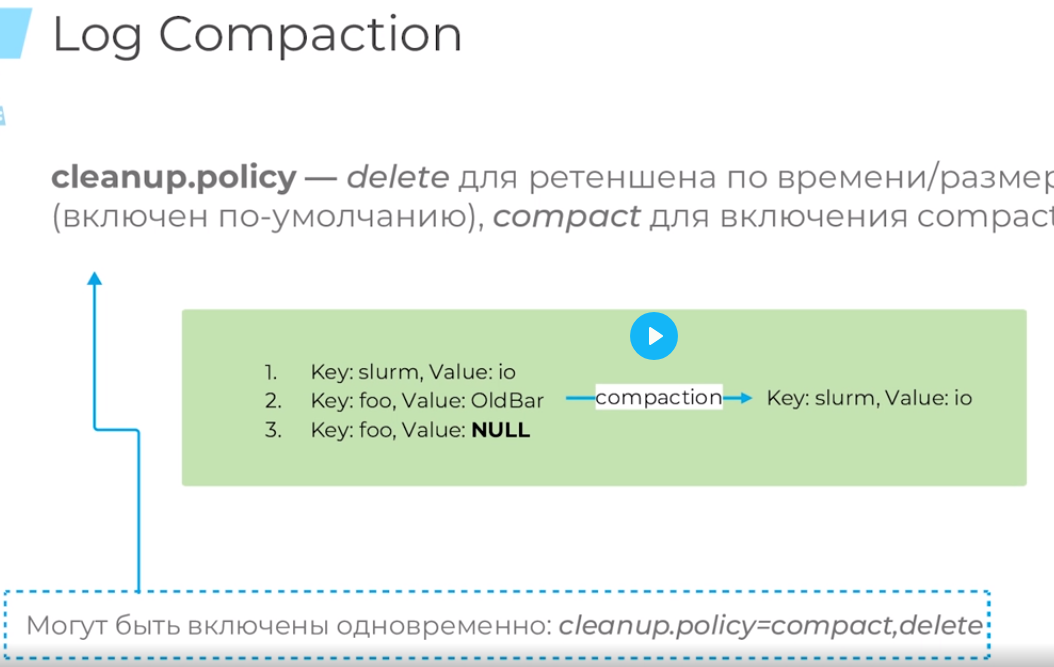 Log Compaction
cleanup.policy — delete для ретеншена по времени/размер
(включен по-умолчанию), compact для включения compact
1. Key: slurm, Value: io
2. Key: foo, Value: OldBar
3. Key: foo, Value: NULL
compaction
Key: slurm, Value: io
Могут быть включены одновременно: cleanup.policy=compact,delete